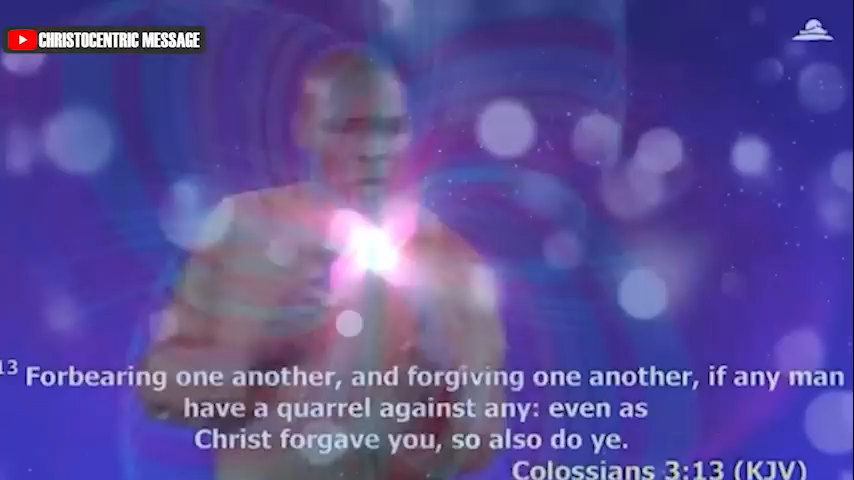 CHRISTOCENTRIC MESSAGE
13 Forbearing one another, and forgiving one another, if any man
have a quarrel against any: even as
Christ forgave you, so also do ye.
Colossians 3:13 (KJV)